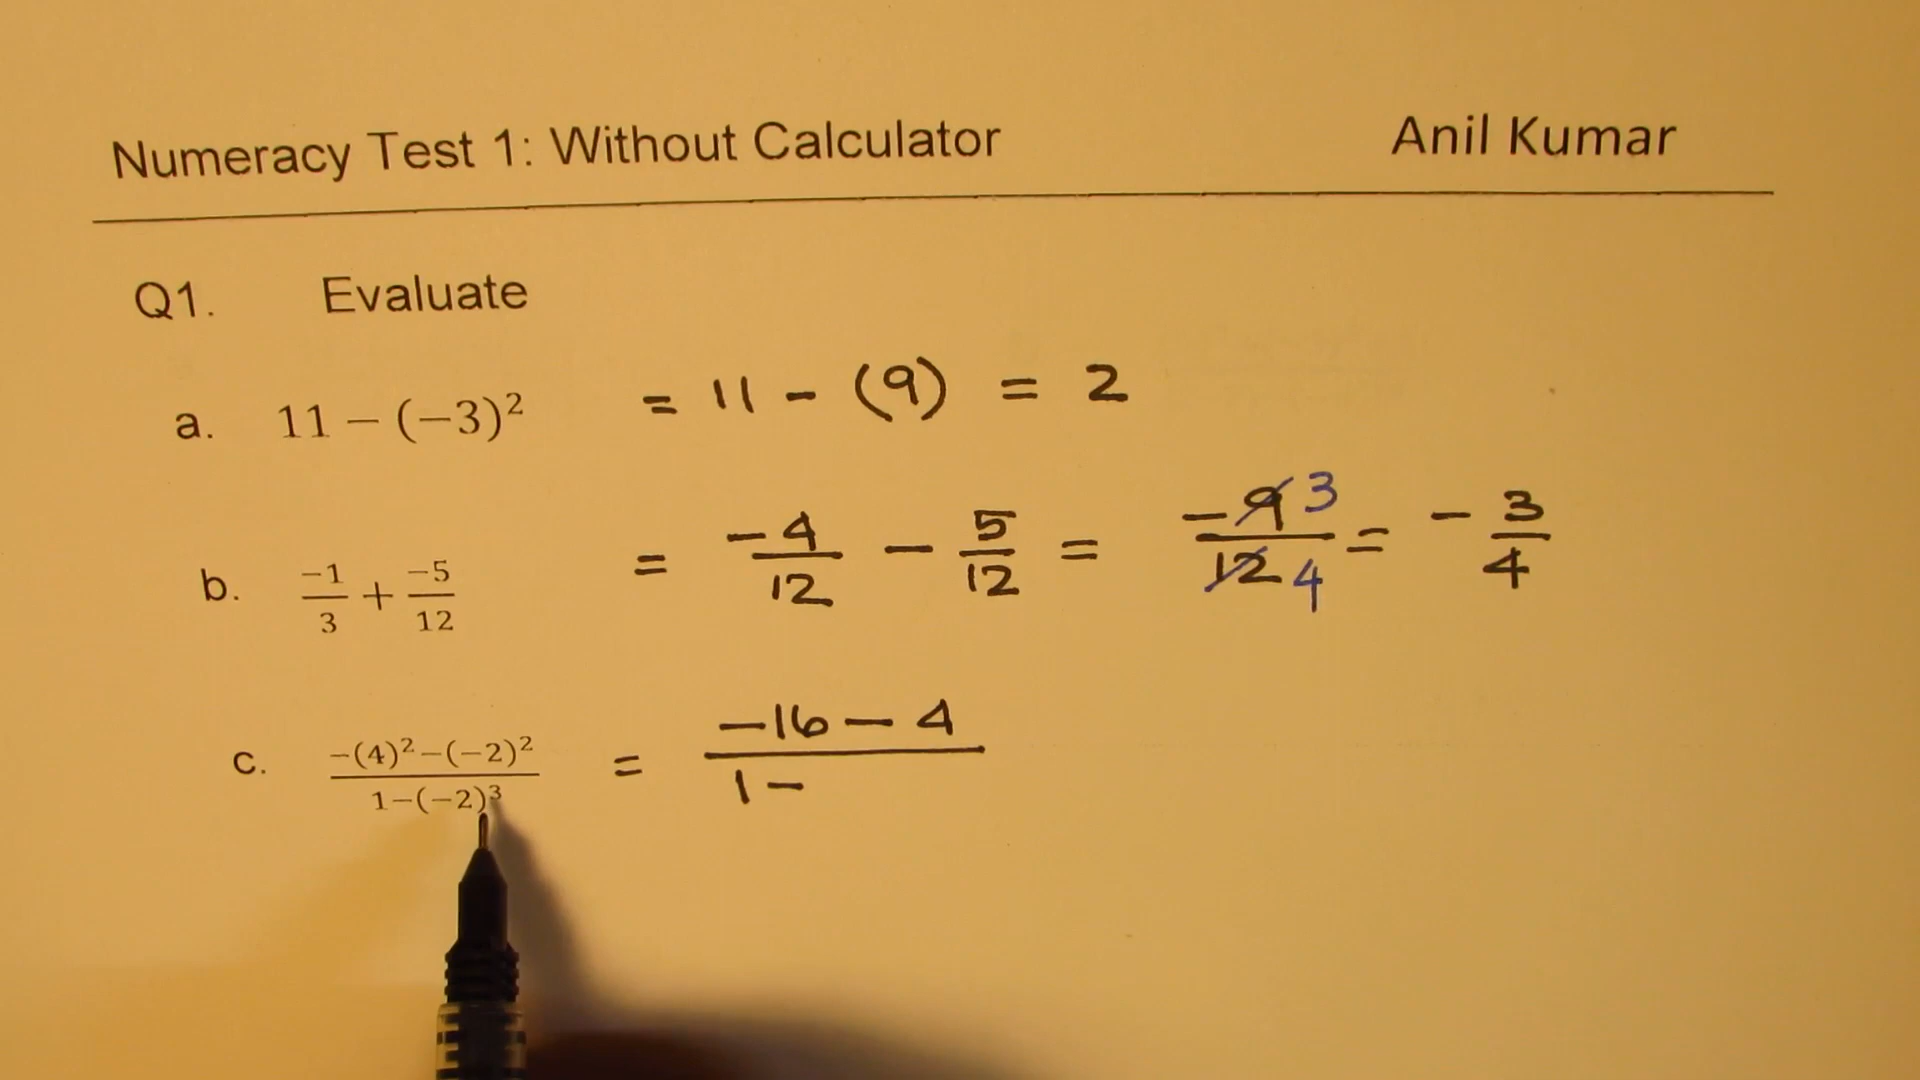 Numeracy Test 1: Without Calculator Anil Kumar
Q1. Evaluate
a. 11 − (−3)² = 11 − (9) = 2
b. −1/3 + −5/12 = −4/12 − 5/12 = −9/12 3/4 = − 3/4
c. −(4)²−(−2)²/1−(−2)³ = −16 − 4/1 −